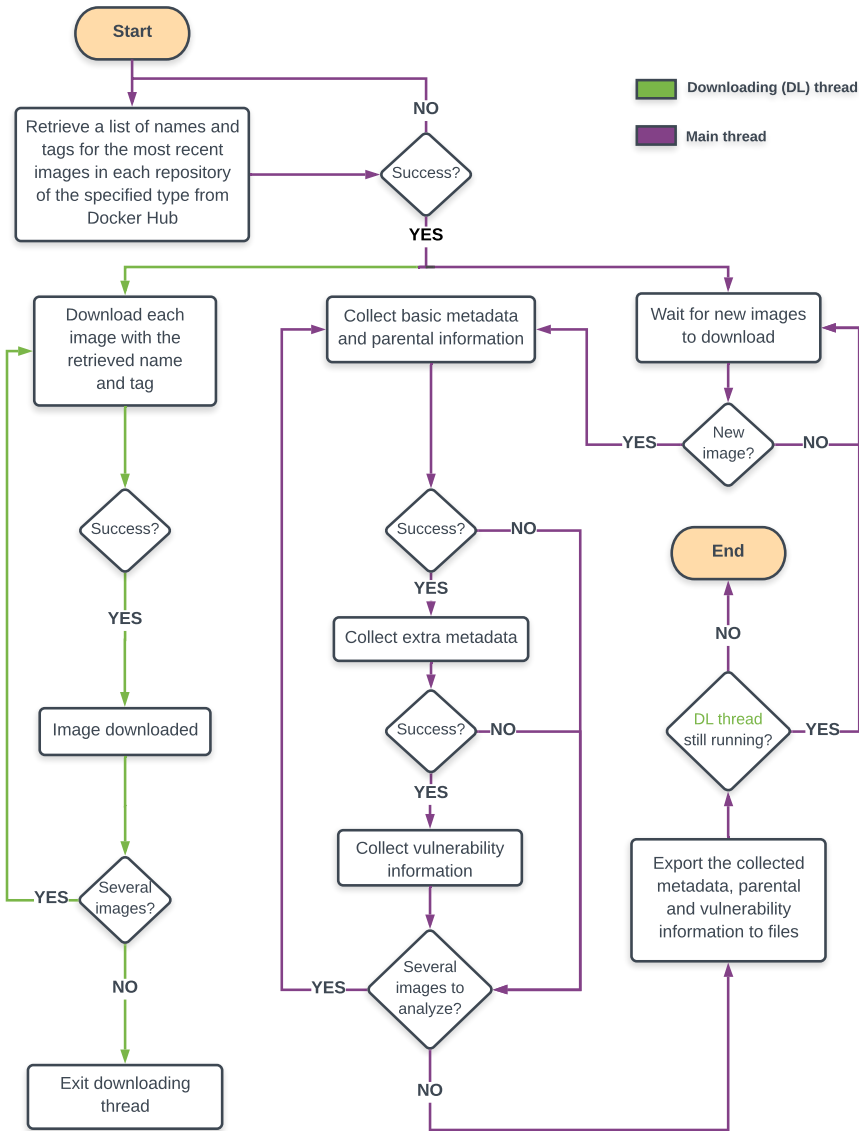 Start
Downloading (DL) thread
Main thread
NO
Retrieve a list of names and
tags for the most recent
images in each repository
of the specified type from
Docker Hub
Success?
YES
Download each
image with the
retrieved name
and tag
Success?
YES
Image downloaded
Several
images?
YES
NO
Exit downloading
thread
Collect basic metadata
and parental information
Success?
NO
YES
Collect extra metadata
Success?
NO
YES
Collect vulnerability
information
Several
images to
analyze?
YES
NO
Wait for new images
to download
New
image?
YES
NO
End
NO
DL thread
still running?
YES
Export the collected
metadata, parental
and vulnerability
information to files